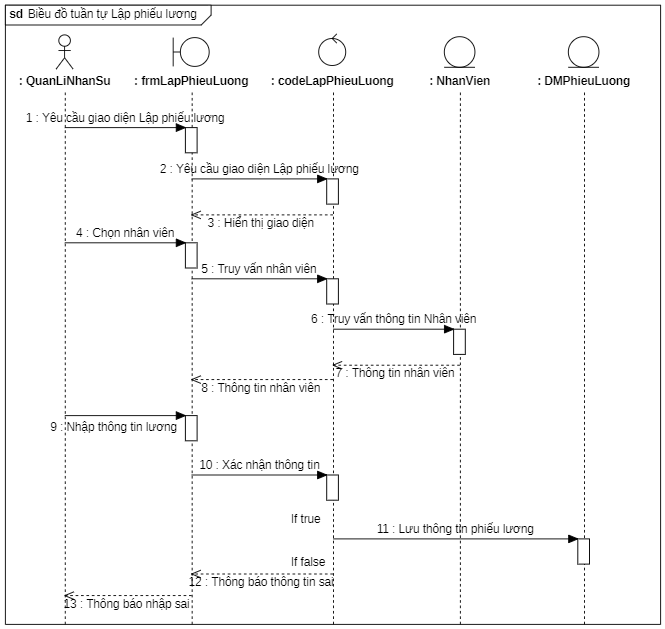 sd Biều đồ tuần tự Lập phiếu lương
: QuanLiNhanSu
: frmLapPhieuLuong
: codeLapPhieuLuong
: NhanVien
: DMPhieuLuong
1 : Yêu cầu giao diện Lập phiếu lương
2 : Yêu cầu giao diện Lập phiếu lương
3 : Hiển thị giao diện
4 : Chọn nhân viên
5 : Truy vấn nhân viên
6 : Truy vấn thông tin Nhân viên
7 : Thông tin nhân viên
8 : Thông tin nhân viên
9 : Nhập thông tin lương
10 : Xác nhận thông tin
If true
11 : Lưu thông tin phiếu lương
If false
12 : Thông báo thông tin sai
13 : Thông báo nhập sai